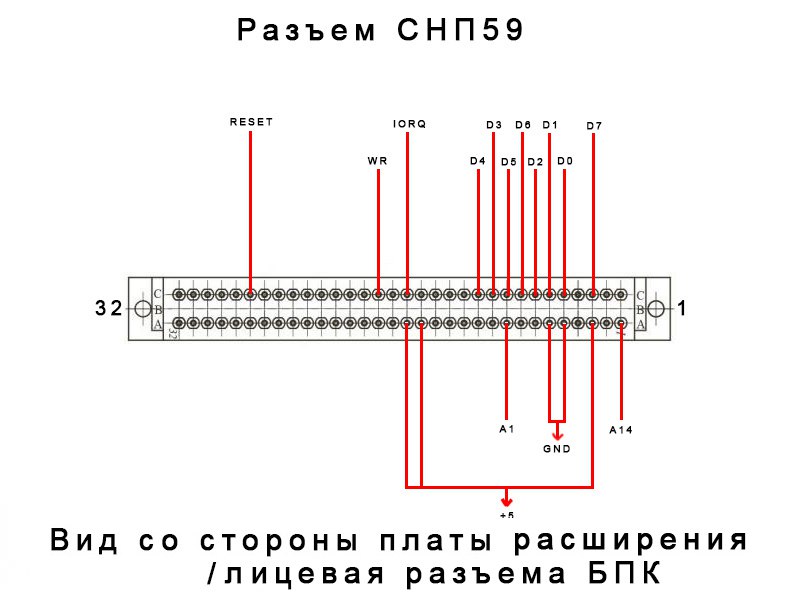 Разъем СНП59
RESET
IORQ
D3 D6 D1 D7
WR
D4 D5 D2 D0
C C
32 B B 1
A A
32 1
A1 A14
GND
+5
Вид со стороны платы расширения
/лицевая разъема БПК